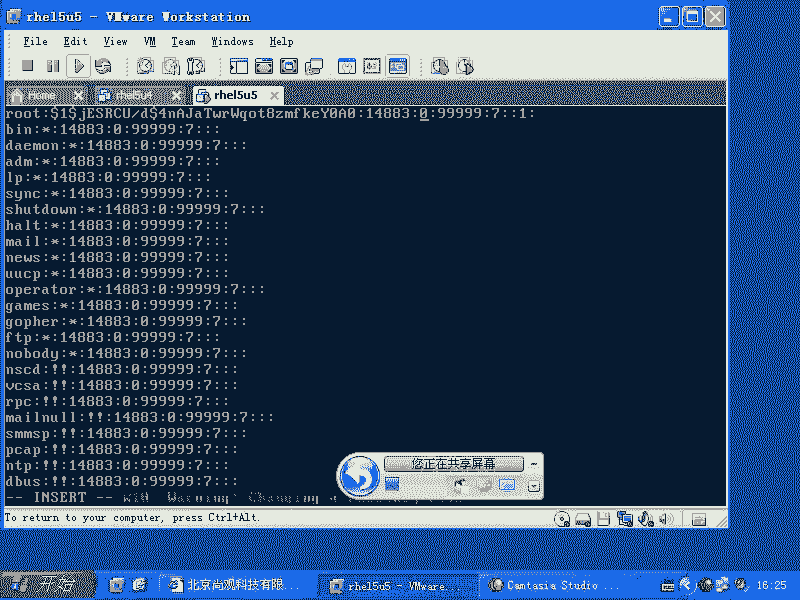 rhel5u5 - VMware Workstation
File Edit View VM Team Windows Help
Home rhel5u4 rhel5u5
root:$1$jESRCU/d$4nAJaTwrWqot8zmfkeY0A0:14883:0:99999:7::1:
bin:*:14883:0:99999:7:::
daemon:*:14883:0:99999:7:::
adm:*:14883:0:99999:7:::
lp:*:14883:0:99999:7:::
sync:*:14883:0:99999:7:::
shutdown:*:14883:0:99999:7:::
halt:*:14883:0:99999:7:::
mail:*:14883:0:99999:7:::
news:*:14883:0:99999:7:::
uucp:*:14883:0:99999:7:::
operator:*:14883:0:99999:7:::
games:*:14883:0:99999:7:::
gopher:*:14883:0:99999:7:::
ftp:*:14883:0:99999:7:::
nobody:*:14883:0:99999:7:::
nscd:!!:14883:0:99999:7:::
vcsa:!!:14883:0:99999:7:::
rpc:!!:14883:0:99999:7:::
mailnull:!!:14883:0:99999:7:::
smmsp:!!:14883:0:99999:7:::
pcap:!!:14883:0:99999:7:::
ntp:!!:14883:0:99999:7:::
dbus:!!:14883:0:99999:7:::
您正在共享屏幕
-- INSERT -- W10: Warning: Changing a
To return to your computer, press Ctrl+Alt.
开始 北京尚观科技有限... rhel5u5 - VMware... Camtasia Studio ... 16:25